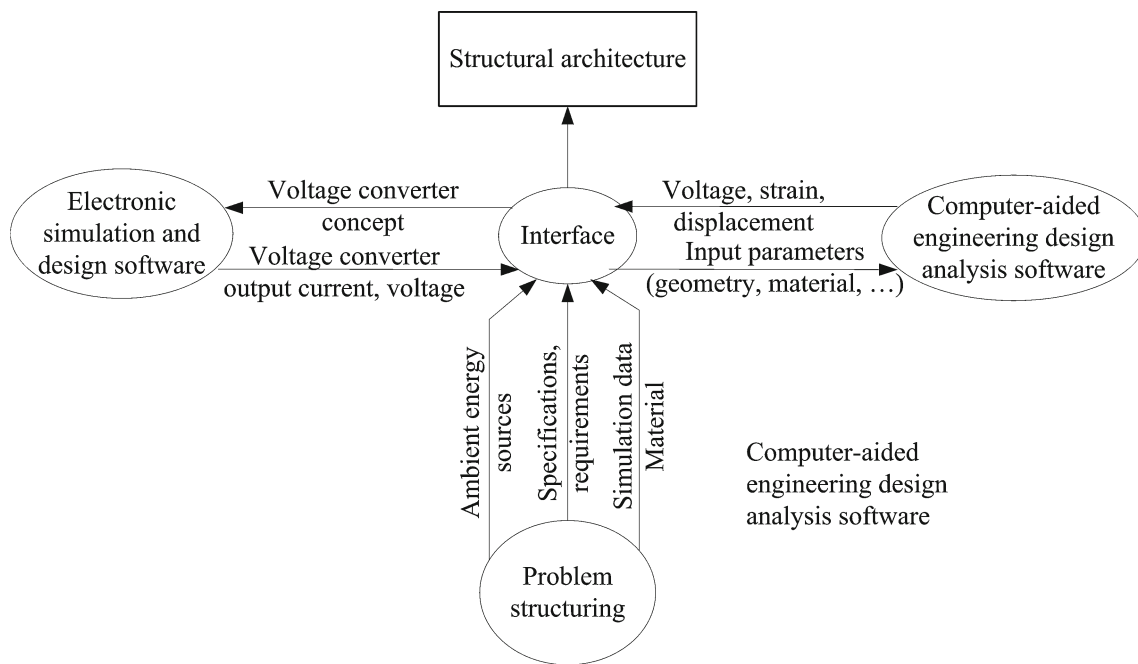 Structural architecture
Electronic
simulation and
design software
Voltage converter
concept
Voltage converter
output current, voltage
Interface
Voltage, strain,
displacement
Input parameters
(geometry, material, …)
Computer-aided
engineering design
analysis software
Ambient energy
sources
Specifications,
requirements
Simulation data
Material
Computer-aided
engineering design
analysis software
Problem
structuring